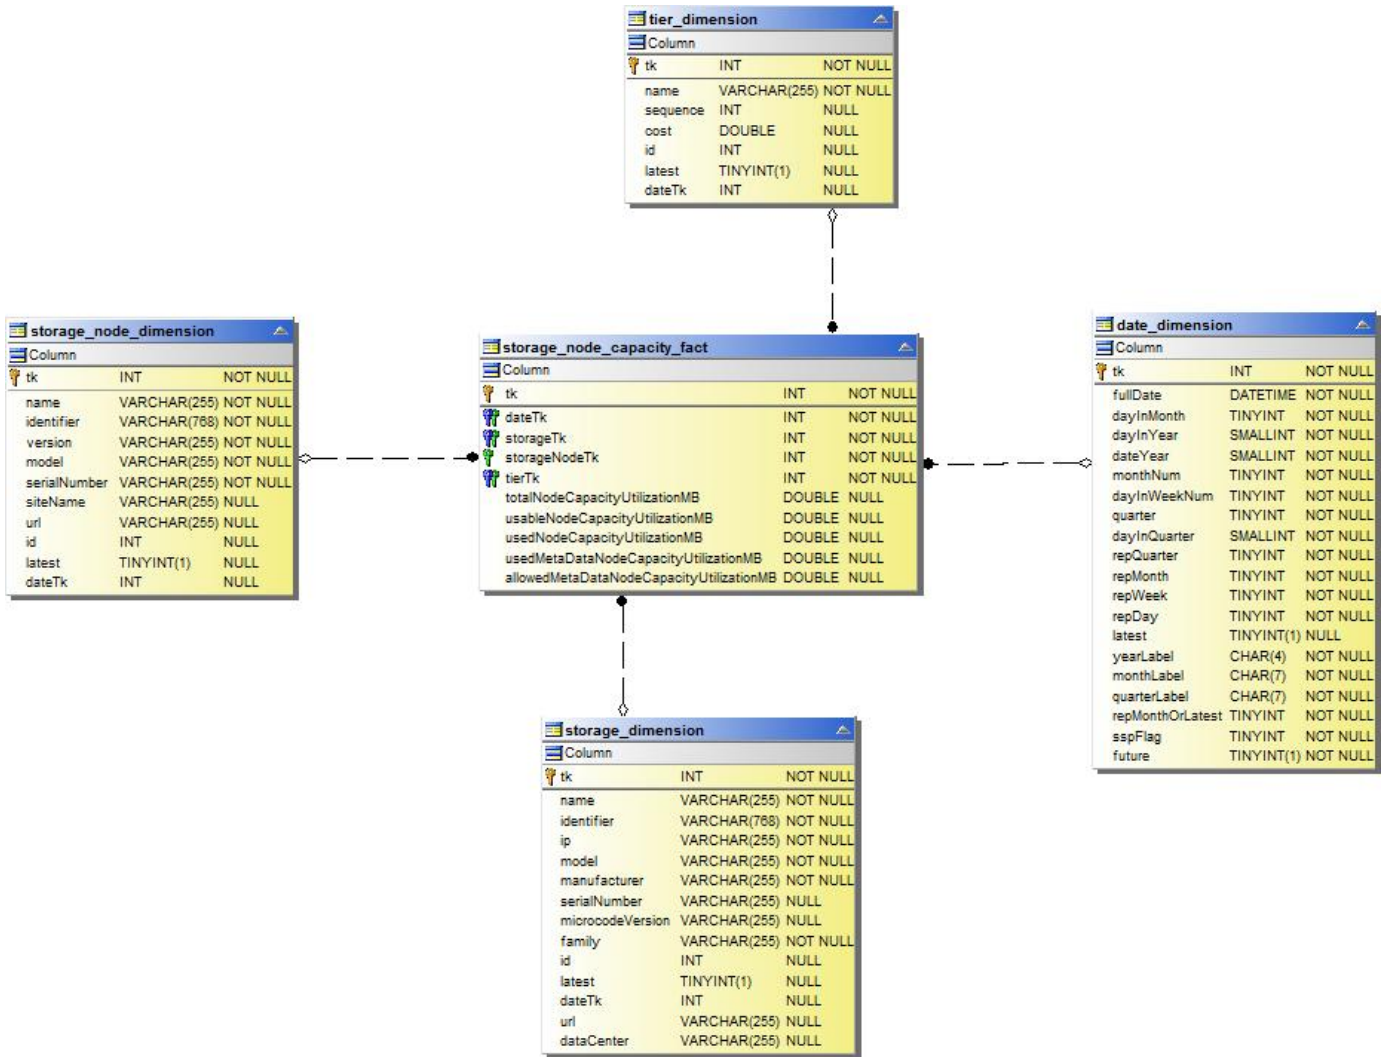 tier_dimension
Column
tk INT NOT NULL
name VARCHAR(255) NOT NULL
sequence INT NULL
cost DOUBLE NULL
id INT NULL
latest TINYINT(1) NULL
dateTk INT NULL
storage_node_dimension
Column
tk INT NOT NULL
name VARCHAR(255) NOT NULL
identifier VARCHAR(768) NOT NULL
version VARCHAR(255) NOT NULL
model VARCHAR(255) NOT NULL
serialNumber VARCHAR(255) NOT NULL
siteName VARCHAR(255) NULL
url VARCHAR(255) NULL
id INT NULL
latest TINYINT(1) NULL
dateTk INT NULL
storage_node_capacity_fact
Column
tk INT NOT NULL
dateTk INT NOT NULL
storageTk INT NOT NULL
storageNodeTk INT NOT NULL
tierTk INT NOT NULL
totalNodeCapacityUtilizationMB DOUBLE NULL
usableNodeCapacityUtilizationMB DOUBLE NULL
usedNodeCapacityUtilizationMB DOUBLE NULL
usedMetaDataNodeCapacityUtilizationMB DOUBLE NULL
allowedMetaDataNodeCapacityUtilizationMB DOUBLE NULL
date_dimension
Column
tk INT NOT NULL
fullDate DATETIME NOT NULL
dayInMonth TINYINT NOT NULL
dayInYear SMALLINT NOT NULL
dateYear SMALLINT NOT NULL
monthNum TINYINT NOT NULL
dayInWeekNum TINYINT NOT NULL
quarter TINYINT NOT NULL
dayInQuarter SMALLINT NOT NULL
repQuarter TINYINT NOT NULL
repMonth TINYINT NOT NULL
repWeek TINYINT NOT NULL
repDay TINYINT NOT NULL
latest TINYINT(1) NULL
yearLabel CHAR(4) NOT NULL
monthLabel CHAR(7) NOT NULL
quarterLabel CHAR(7) NOT NULL
repMonthOrLatest TINYINT NOT NULL
sspFlag TINYINT NOT NULL
future TINYINT(1) NOT NULL
storage_dimension
Column
tk INT NOT NULL
name VARCHAR(255) NOT NULL
identifier VARCHAR(768) NOT NULL
ip VARCHAR(255) NOT NULL
model VARCHAR(255) NOT NULL
manufacturer VARCHAR(255) NOT NULL
serialNumber VARCHAR(255) NULL
microcodeVersion VARCHAR(255) NULL
family VARCHAR(255) NOT NULL
id INT NULL
latest TINYINT(1) NULL
dateTk INT NULL
url VARCHAR(255) NULL
dataCenter VARCHAR(255) NULL